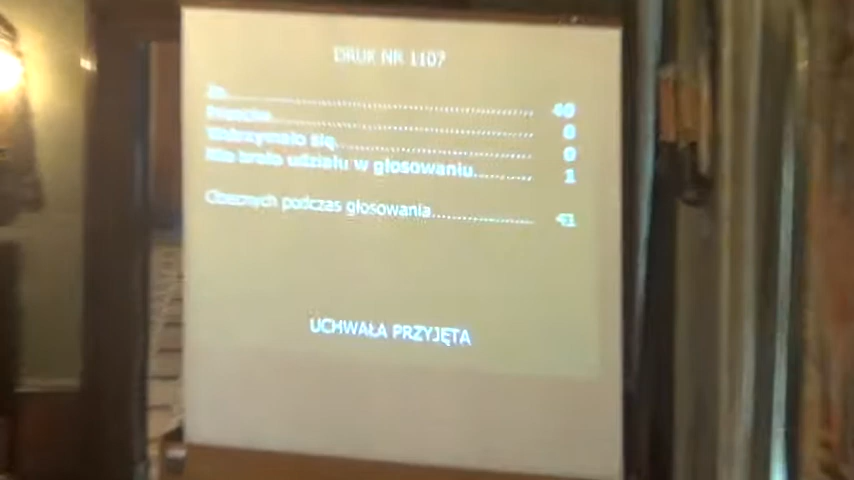 DRUK NR 1107
Za 40
Przeciw 0
Wstrzymało się 0
Nie brało udziału w głosowaniu 1
Obecnych podczas głosowania 41
UCHWAŁA PRZYJĘTA